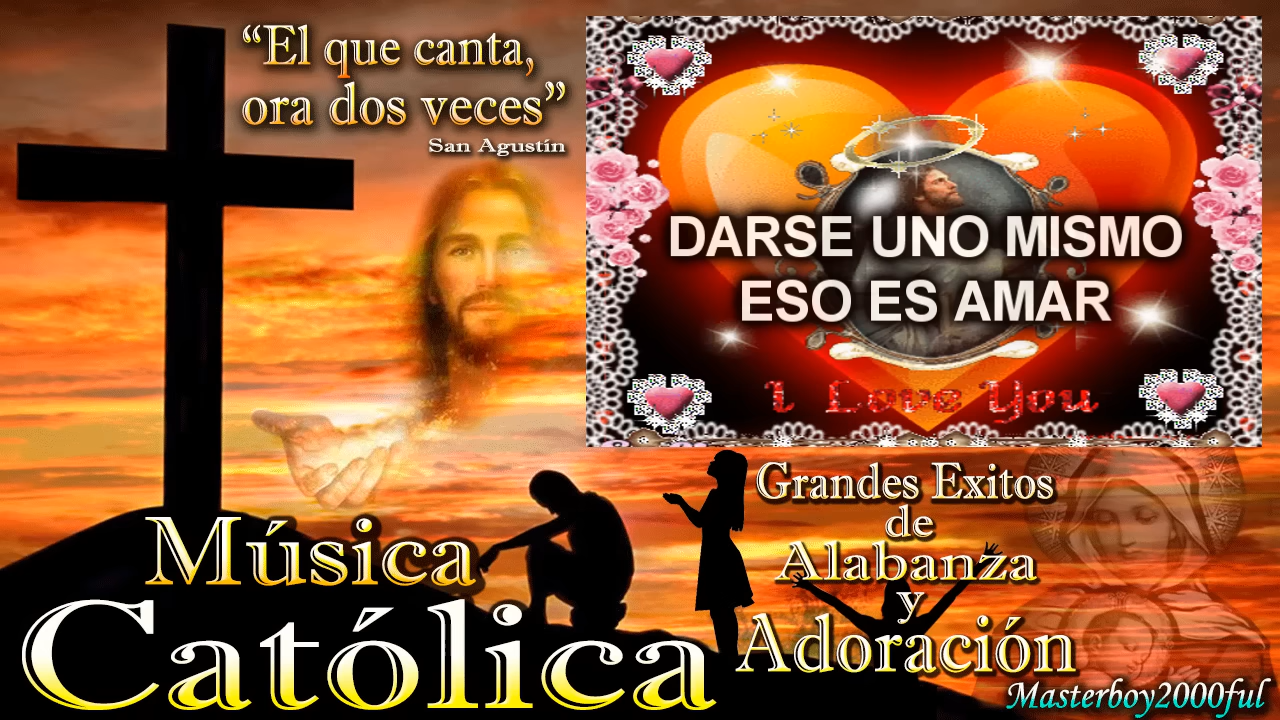 “El que canta,
ora dos veces”
San Agustín
DARSE UNO MISMO
ESO ES AMAR
I Love You
Música
Católica
Grandes Exitos
de
Alabanza
y
Adoración
Masterboy2000ful